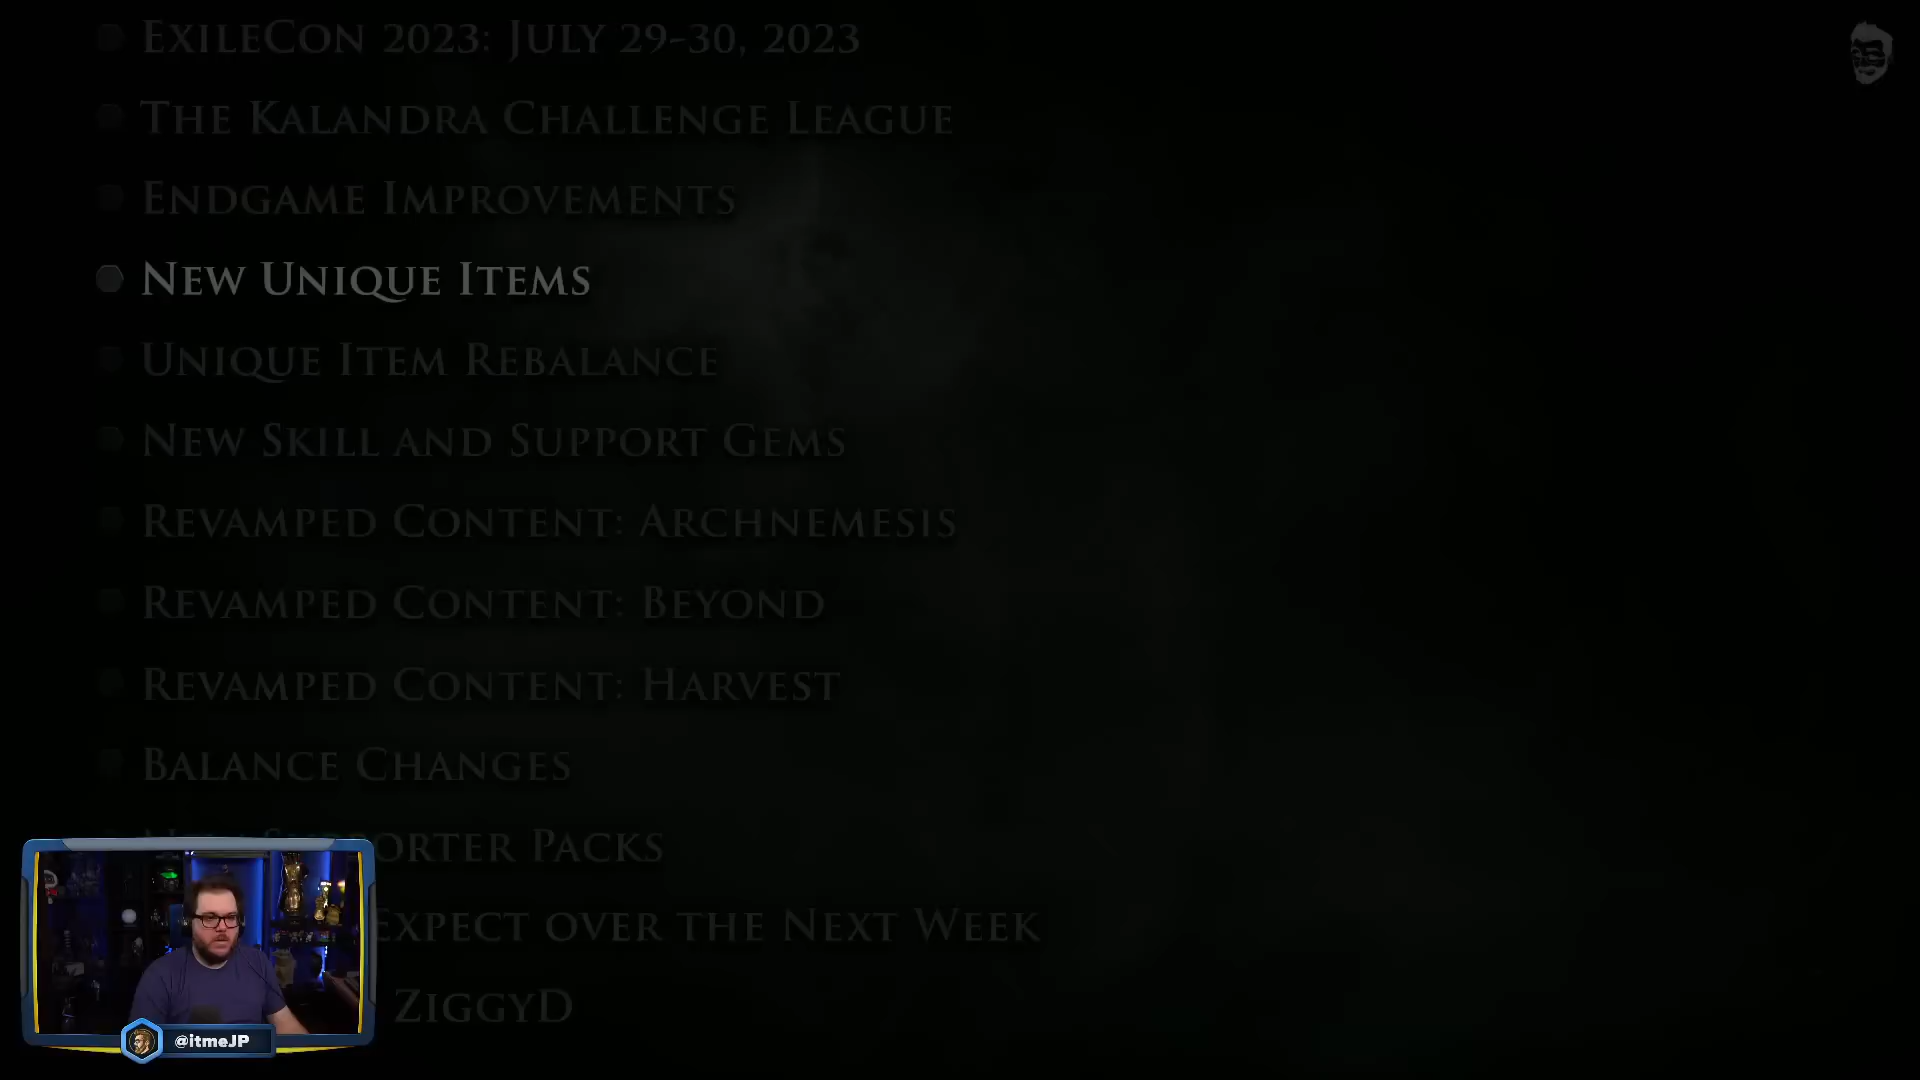 ExileCon 2023: July 29-30, 2023
The Kalandra Challenge League
Endgame Improvements
New Unique Items
Unique Item Rebalance
New Skill and Support Gems
Revamped Content: Archnemesis
Revamped Content: Beyond
Revamped Content: Harvest
Balance Changes
Packs
Expect over the Next Week
ZiggyD
@itmeJP